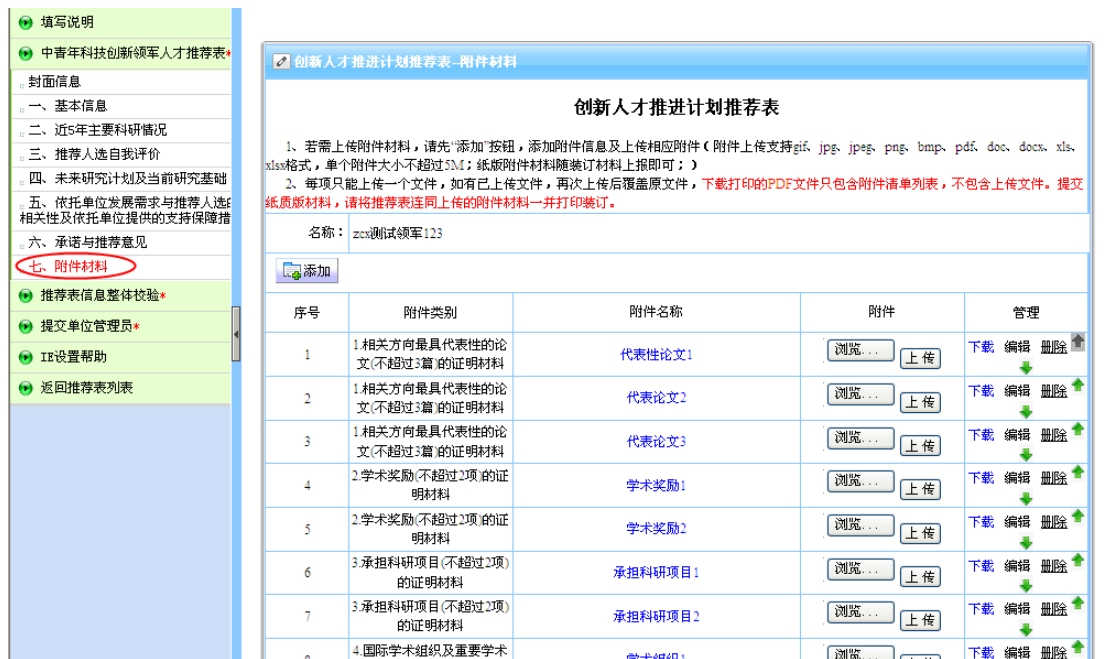 填写说明
中青年科技创新领军人才推荐表*
封面信息
一、基本信息
二、近5年主要科研情况
三、推荐人选自我评价
四、未来研究计划及当前研究基础
五、依托单位发展需求与推荐人选
相关性及依托单位提供的支持保障措
六、承诺与推荐意见
七、附件材料
推荐表信息整体校验*
提交单位管理员*
IE设置帮助
返回推荐表列表
创新人才推进计划推荐表--附件材料
创新人才推进计划推荐表
1、若需上传附件材料，请先“添加”按钮，添加附件信息及上传相应附件(附件上传支持gif、jpg、jpeg、png、bmp、pdf、doc、docx、xls、
xlsx格式，单个附件大小不超过5M；纸版附件材料随装订材料上报即可；)
2、每项只能上传一个文件，如有已上传文件，再次上传后覆盖原文件，下载打印的PDF文件只包含附件清单列表，不包含上传文件。提交
纸质版材料，请将推荐表连同上传的附件材料一并打印装订。
名称： zcx测试领军123
添加
序号 附件类别 附件名称 附件 管理
1 1.相关方向最具代表性的论 代表性论文1 浏览... 上传 下载 编辑 删除
文(不超过3篇)的证明材料
2 1.相关方向最具代表性的论 代表论文2 浏览... 上传 下载 编辑 删除
文(不超过3篇)的证明材料
3 1.相关方向最具代表性的论 代表论文3 浏览... 上传 下载 编辑 删除
文(不超过3篇)的证明材料
4 2.学术奖励(不超过2项)的证 学术奖励1 浏览... 上传 下载 编辑 删除
明材料
5 2.学术奖励(不超过2项)的证 学术奖励2 浏览... 上传 下载 编辑 删除
明材料
6 3.承担科研项目(不超过2项) 承担科研项目1 浏览... 上传 下载 编辑 删除
的证明材料
7 3.承担科研项目(不超过2项) 承担科研项目2 浏览... 上传 下载 编辑 删除
的证明材料
4.国际学术组织及重要学术 学术组织1 浏览... 下载 编辑 删除